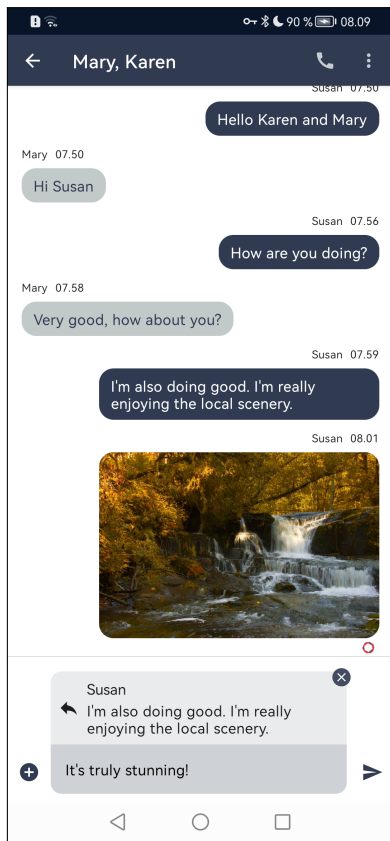 90 % 08.09
Mary, Karen
Susan 07.50
Hello Karen and Mary
Mary 07.50
Hi Susan
Susan 07.56
How are you doing?
Mary 07.58
Very good, how about you?
Susan 07.59
I'm also doing good. I'm really
enjoying the local scenery.
Susan 08.01
Susan
I'm also doing good. I'm really
enjoying the local scenery.
It's truly stunning!